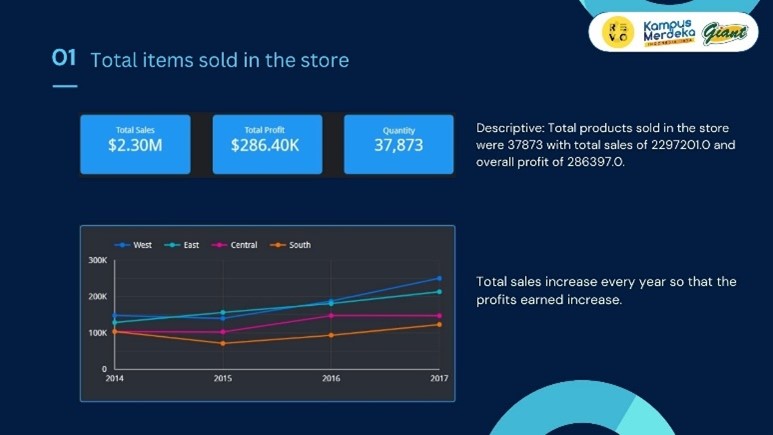 01 Total items sold in the store
REVO
Kampus
Merdeka
INDONESIA JAYA
Giant
Total Sales
$2.30M
Total Profit
$286.40K
Quantity
37,873
Descriptive: Total products sold in the store
were 37873 with total sales of 2297201.0 and
overall profit of 286397.0.
West East Central South
300K
200K
100K
0
2014 2015 2016 2017
Total sales increase every year so that the
profits earned increase.